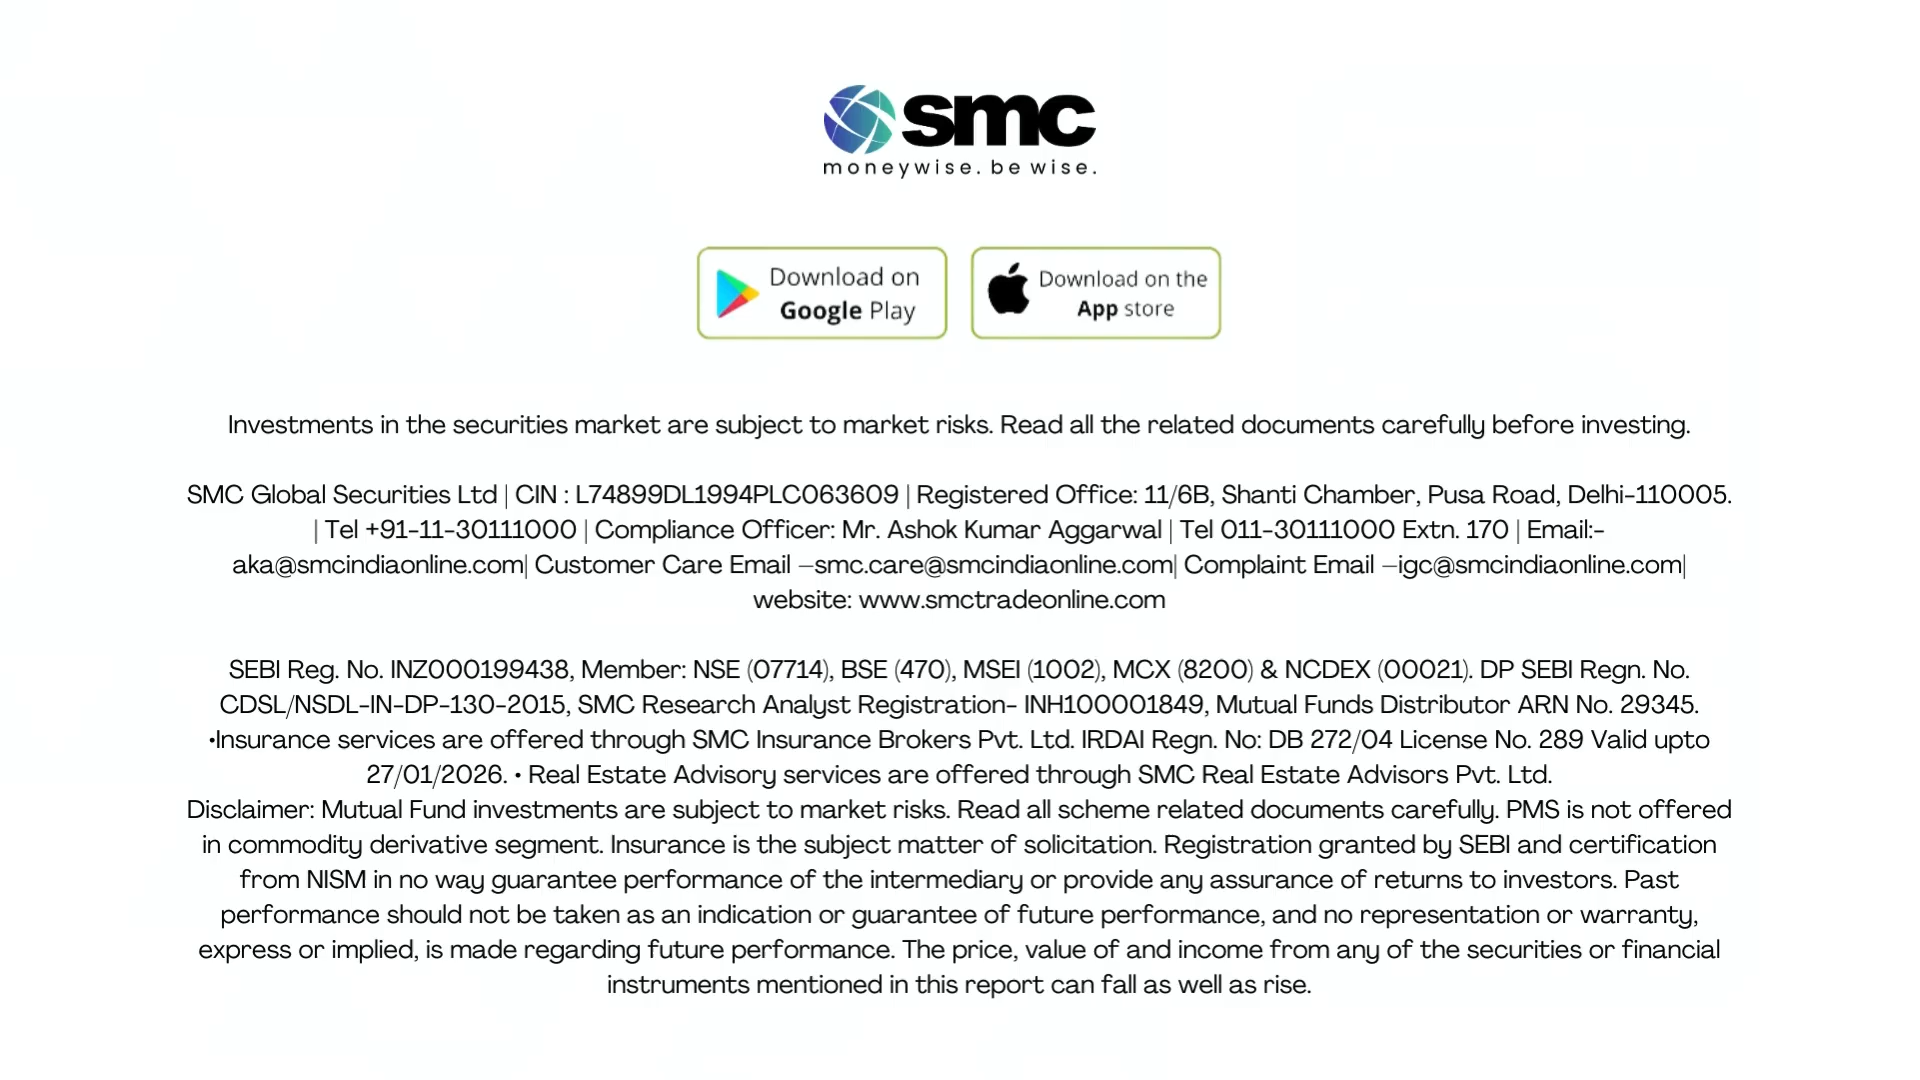 smc
moneywise. be wise.
Download on
Google Play
Download on the
App store
Investments in the securities market are subject to market risks. Read all the related documents carefully before investing.
SMC Global Securities Ltd | CIN : L74899DL1994PLC063609 | Registered Office: 11/6B, Shanti Chamber, Pusa Road, Delhi-110005.
| Tel +91-11-30111000 | Compliance Officer: Mr. Ashok Kumar Aggarwal | Tel 011-30111000 Extn. 170 | Email:-
aka@smcindiaonline.com| Customer Care Email –smc.care@smcindiaonline.com| Complaint Email –igc@smcindiaonline.com|
website: www.smctradeonline.com
SEBI Reg. No. INZ000199438, Member: NSE (07714), BSE (470), MSEI (1002), MCX (8200) & NCDEX (00021). DP SEBI Regn. No.
CDSL/NSDL-IN-DP-130-2015, SMC Research Analyst Registration- INH100001849, Mutual Funds Distributor ARN No. 29345.
•Insurance services are offered through SMC Insurance Brokers Pvt. Ltd. IRDAI Regn. No: DB 272/04 License No. 289 Valid upto
27/01/2026. • Real Estate Advisory services are offered through SMC Real Estate Advisors Pvt. Ltd.
Disclaimer: Mutual Fund investments are subject to market risks. Read all scheme related documents carefully. PMS is not offered
in commodity derivative segment. Insurance is the subject matter of solicitation. Registration granted by SEBI and certification
from NISM in no way guarantee performance of the intermediary or provide any assurance of returns to investors. Past
performance should not be taken as an indication or guarantee of future performance, and no representation or warranty,
express or implied, is made regarding future performance. The price, value of and income from any of the securities or financial
instruments mentioned in this report can fall as well as rise.